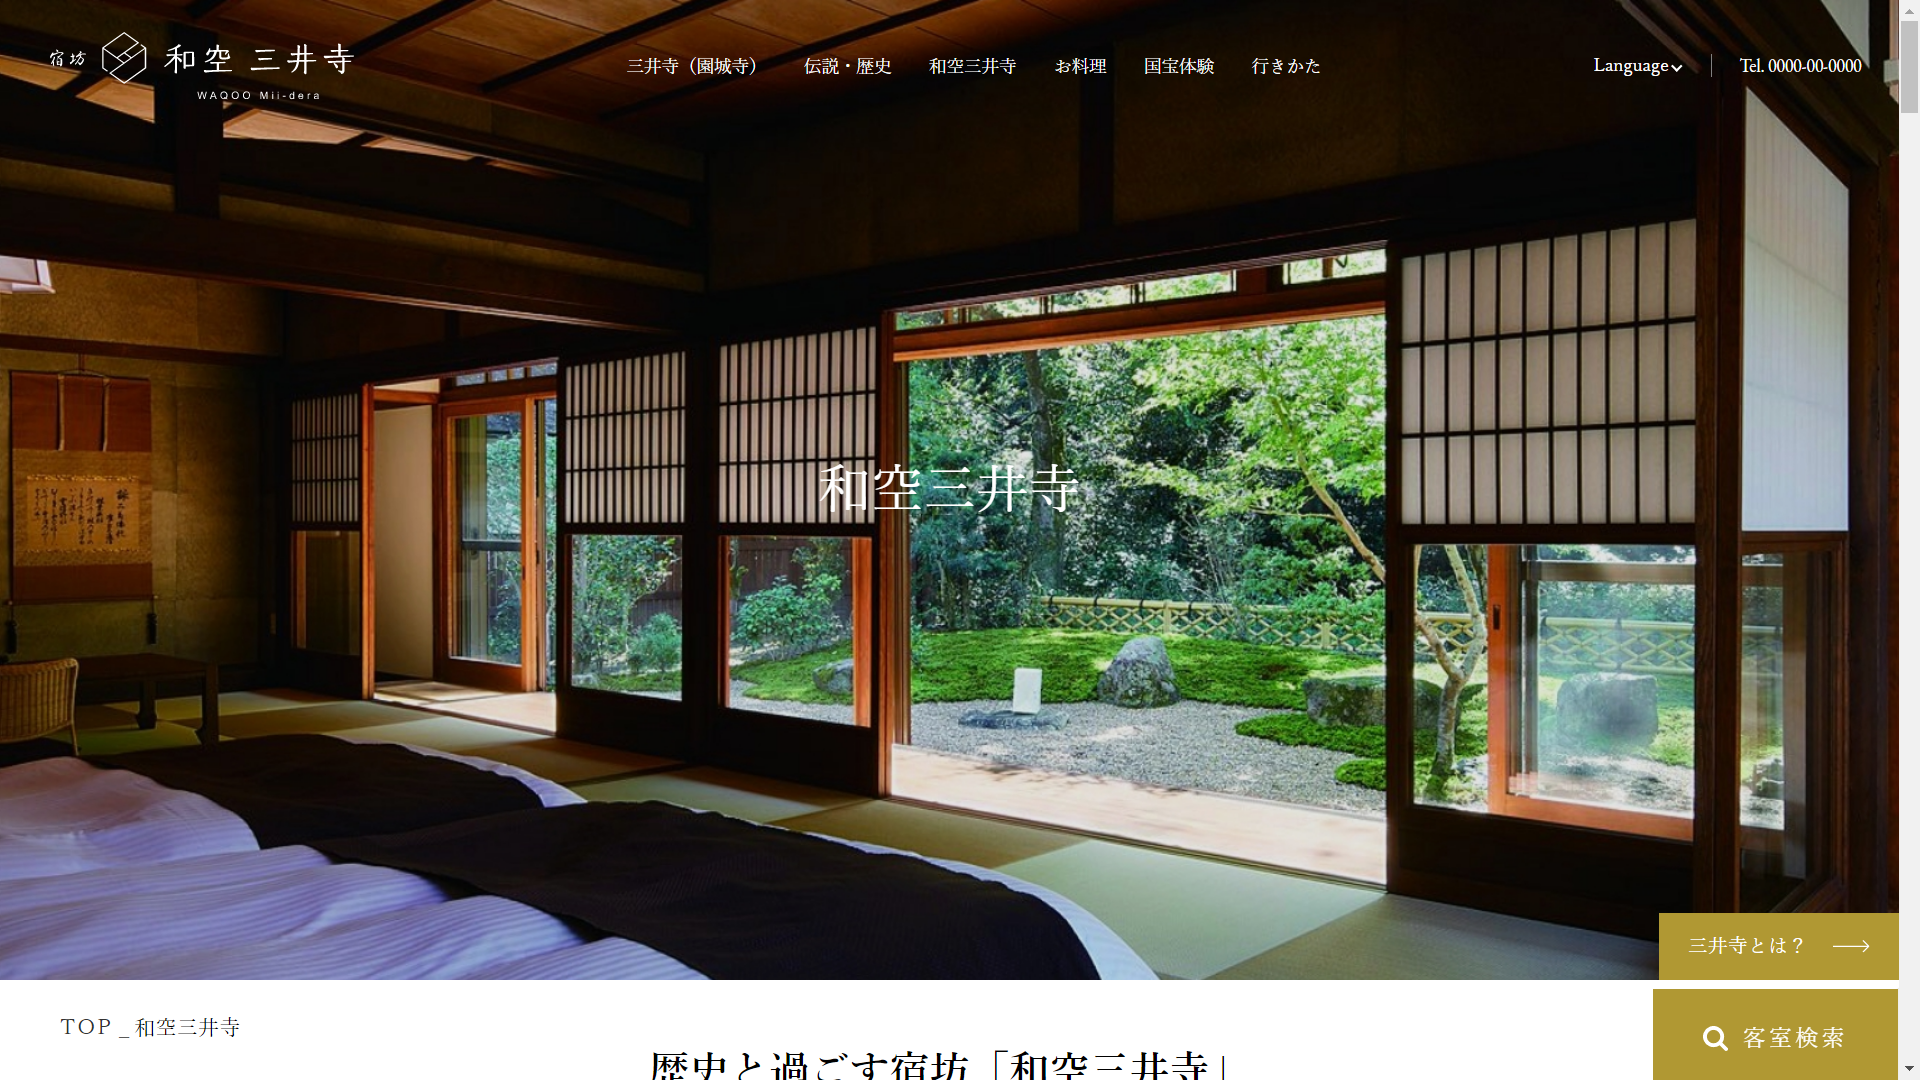 宿坊 和空 三井寺
WAQOO Mii-dera
三井寺（園城寺） 伝説・歴史 和空三井寺 お料理 国宝体験 行きかた
Language Tel. 0000-00-0000
和空三井寺
三井寺とは？
TOP _ 和空三井寺
客室検索
歴史と過ごす宿坊「和空三井寺」